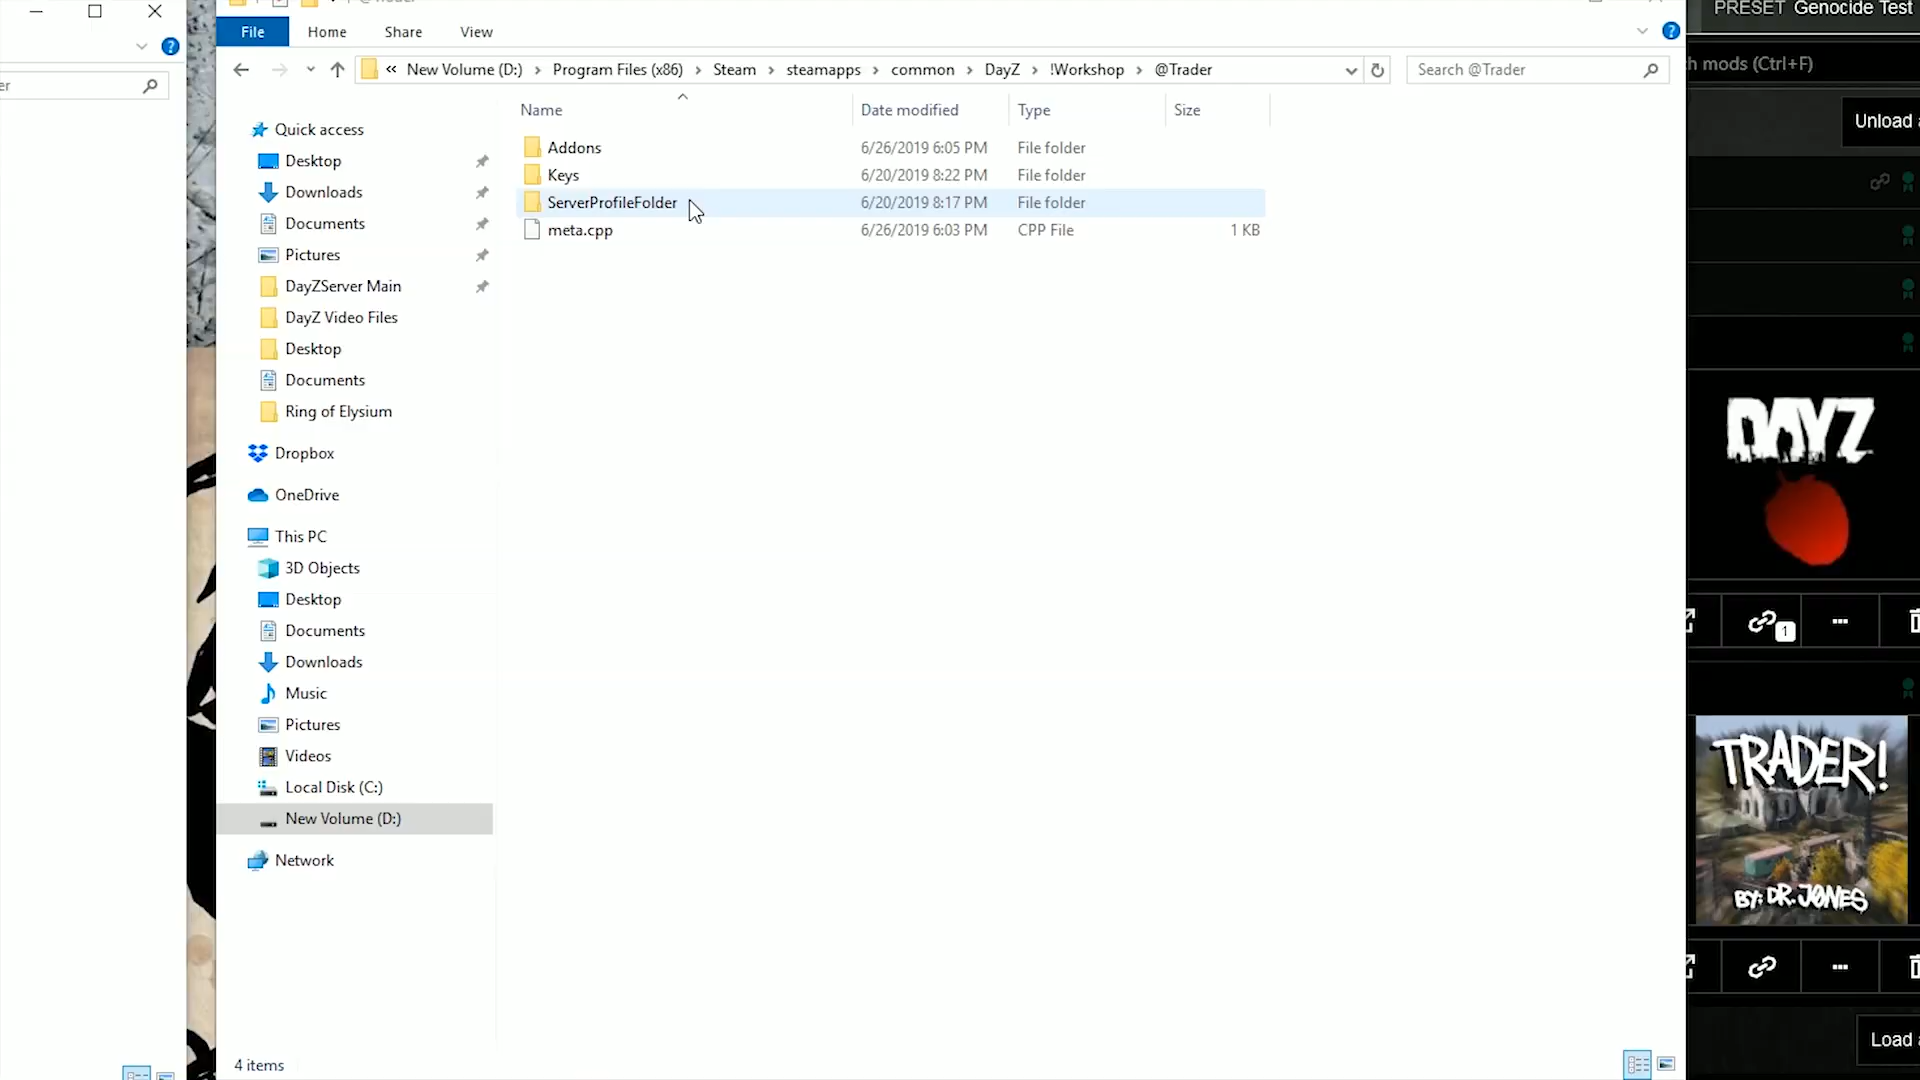 PRESET Genocide Test
File Home Share View
« New Volume (D:) › Program Files (x86) › Steam › steamapps › common › DayZ › !Workshop › @Trader
Search @Trader
h mods (Ctrl+F)
er
Name Date modified Type Size
Unload
Quick access
Desktop
Downloads
Documents
Pictures
DayZServer Main
DayZ Video Files
Desktop
Documents
Ring of Elysium
Dropbox
OneDrive
This PC
3D Objects
Desktop
Documents
Downloads
Music
Pictures
Videos
Local Disk (C:)
New Volume (D:)
Network
Addons 6/26/2019 6:05 PM File folder
Keys 6/20/2019 8:22 PM File folder
ServerProfileFolder 6/20/2019 8:17 PM File folder
meta.cpp 6/26/2019 6:03 PM CPP File 1 KB
DAYZ
1
TRADER!
BY: DR. JONES
Load
4 items